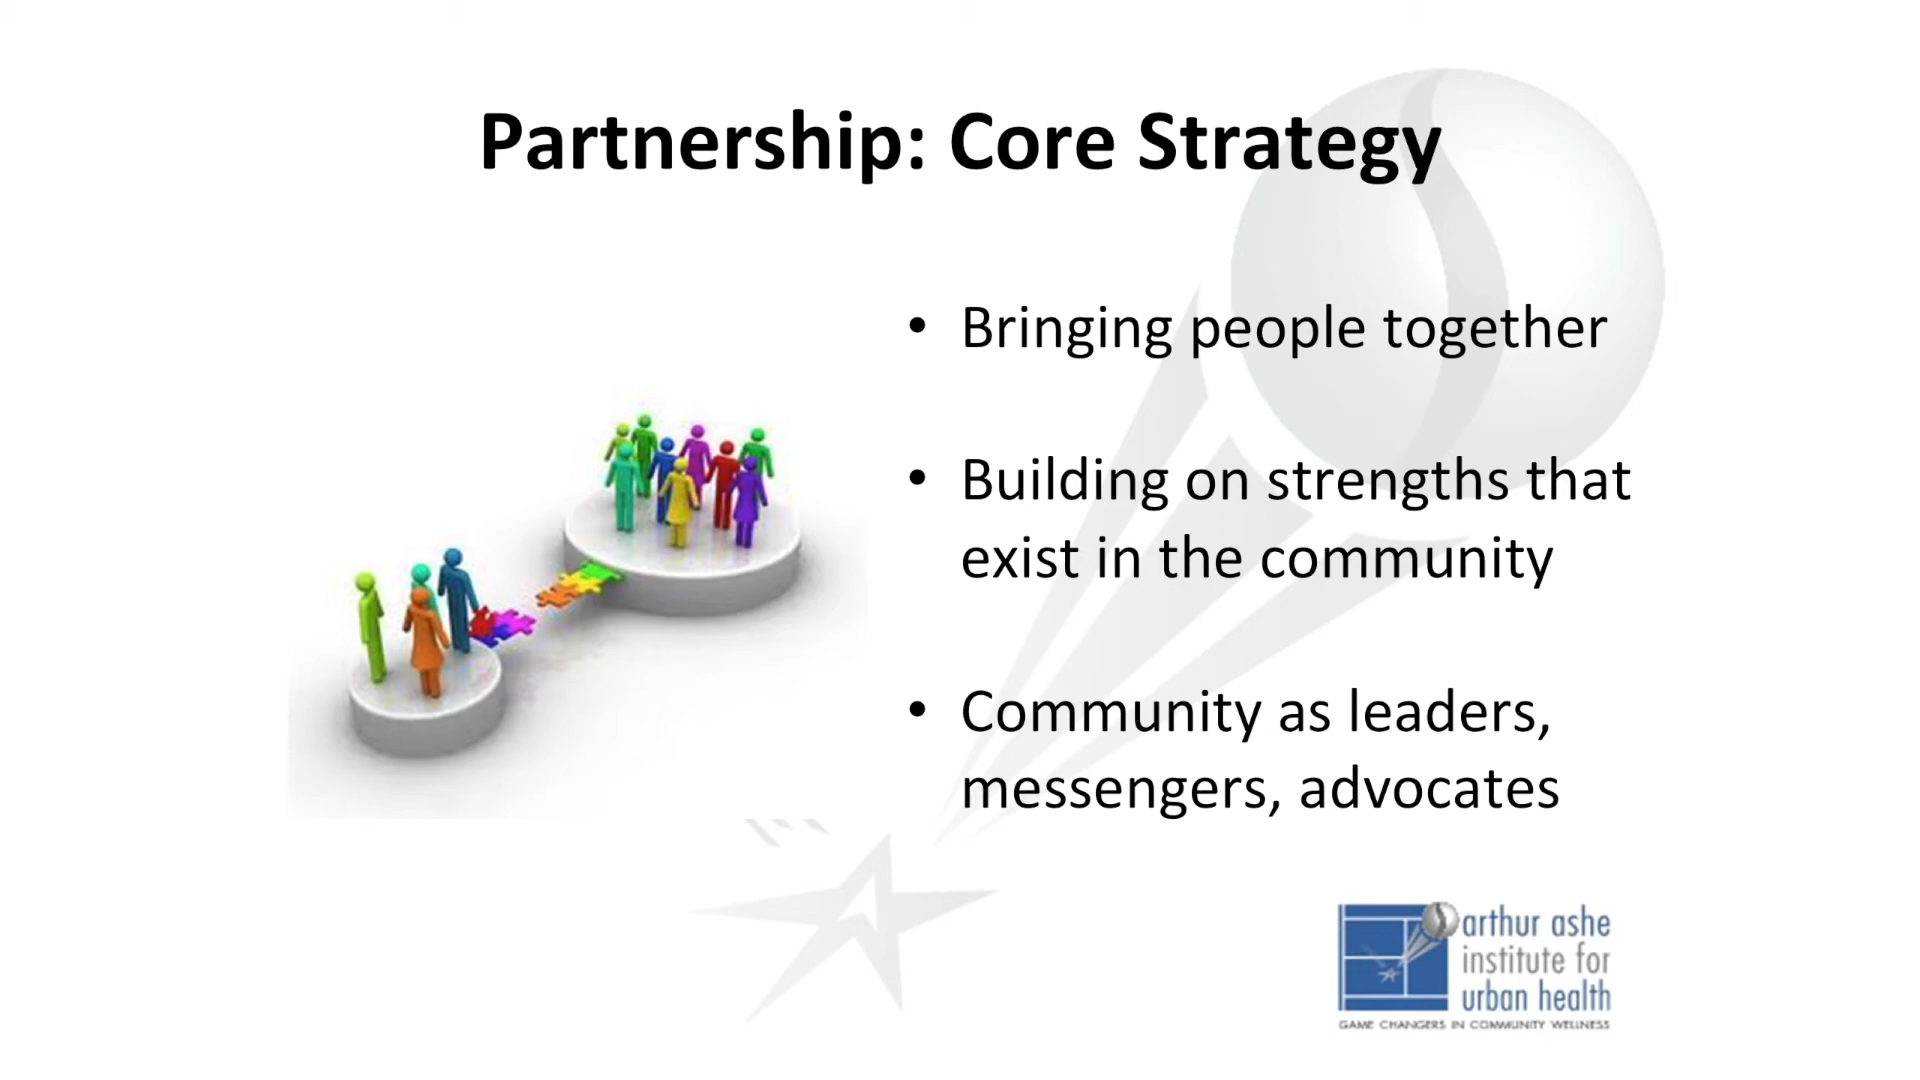 Partnership: Core Strategy
• Bringing people together
• Building on strengths that
exist in the community
• Community as leaders,
messengers, advocates
arthur ashe
institute for
urban health
GAME CHANGERS IN COMMUNITY WELLNESS